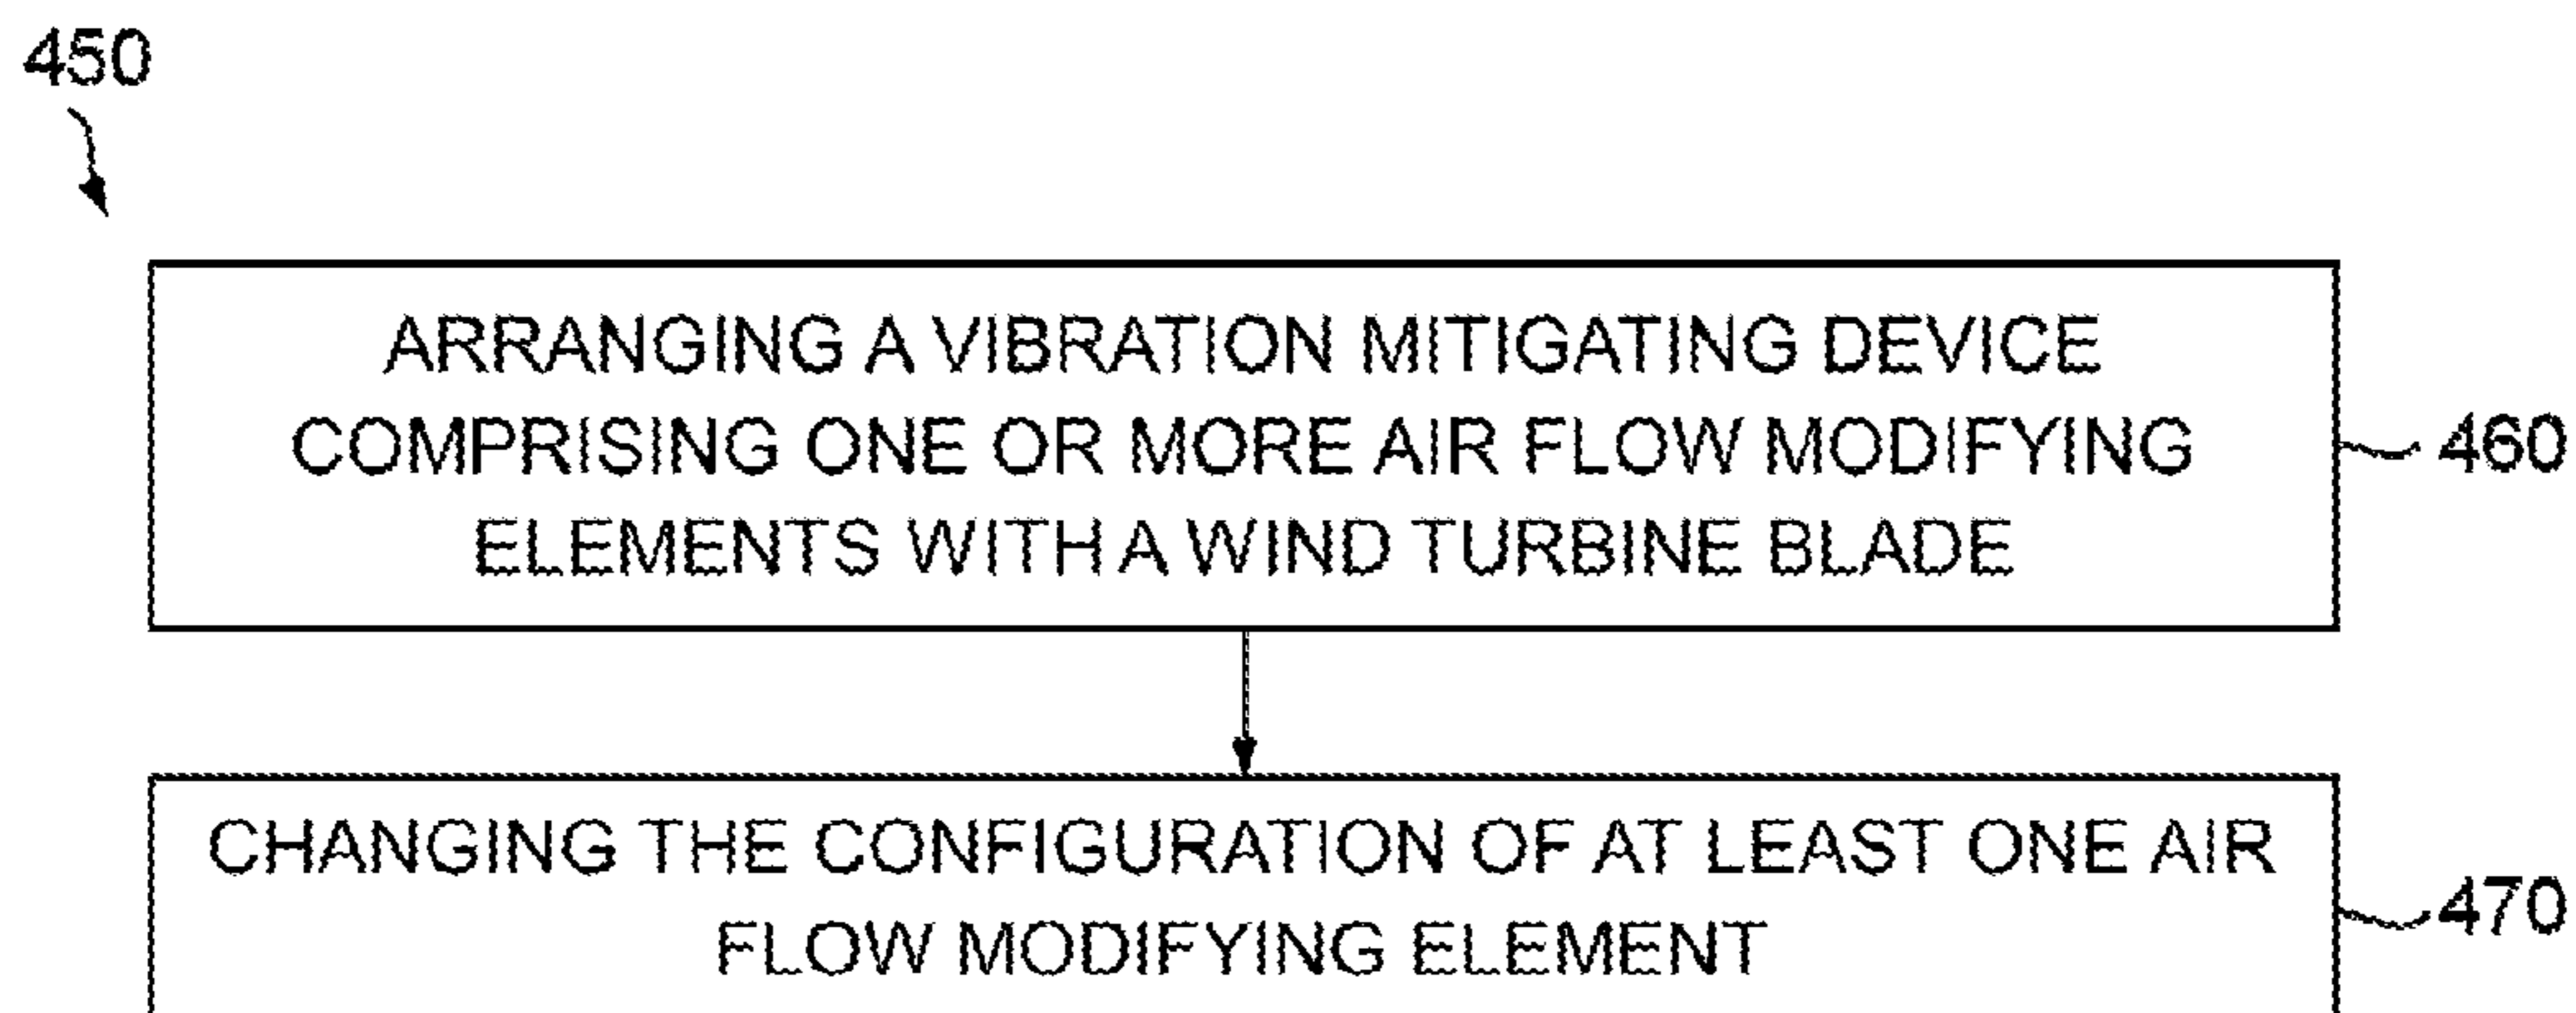 450
ARRANGING A VIBRATION MITIGATING DEVICE
COMPRISING ONE OR MORE AIR FLOW MODIFYING
ELEMENTS WITH A WIND TURBINE BLADE
460
CHANGING THE CONFIGURATION OF AT LEAST ONE AIR
FLOW MODIFYING ELEMENT
470